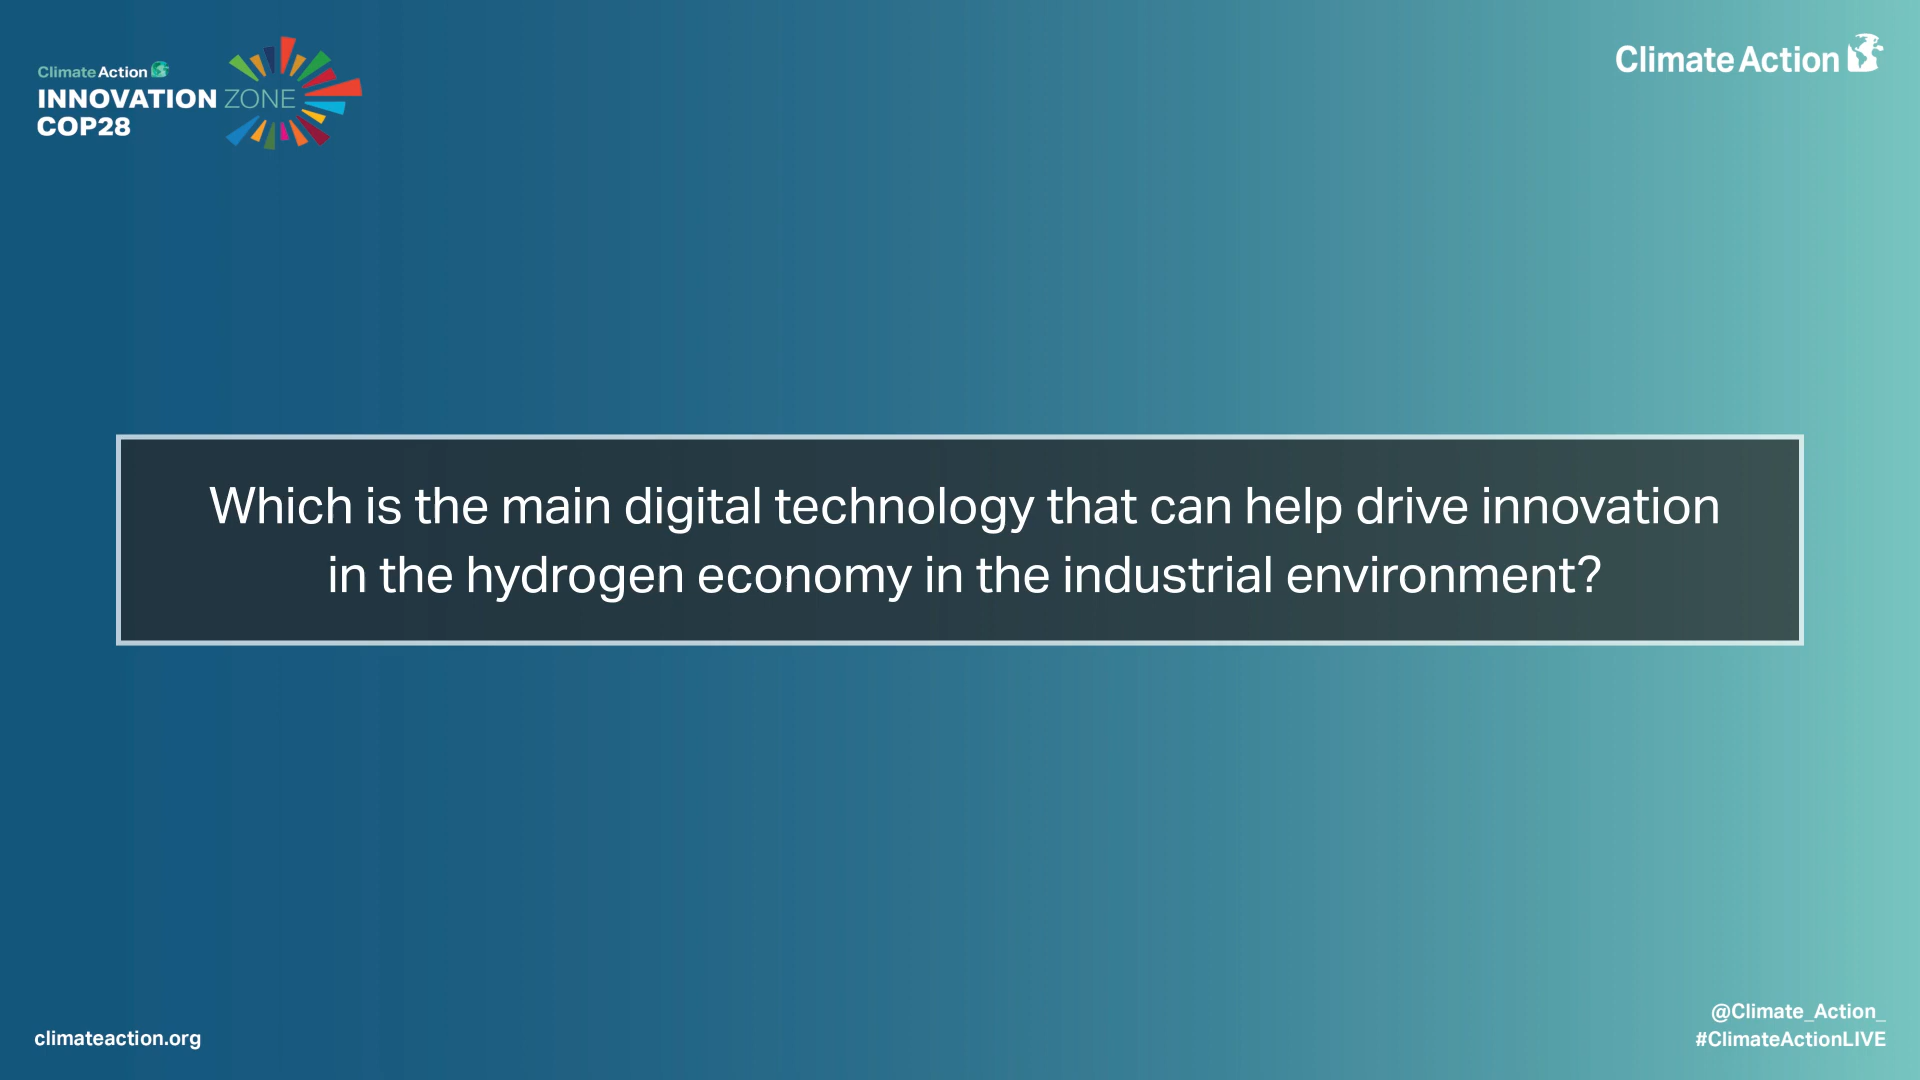 Climate Action
INNOVATION ZONE
COP28
Climate Action
Which is the main digital technology that can help drive innovation
in the hydrogen economy in the industrial environment?
climateaction.org
@Climate_Action_
#ClimateActionLIVE